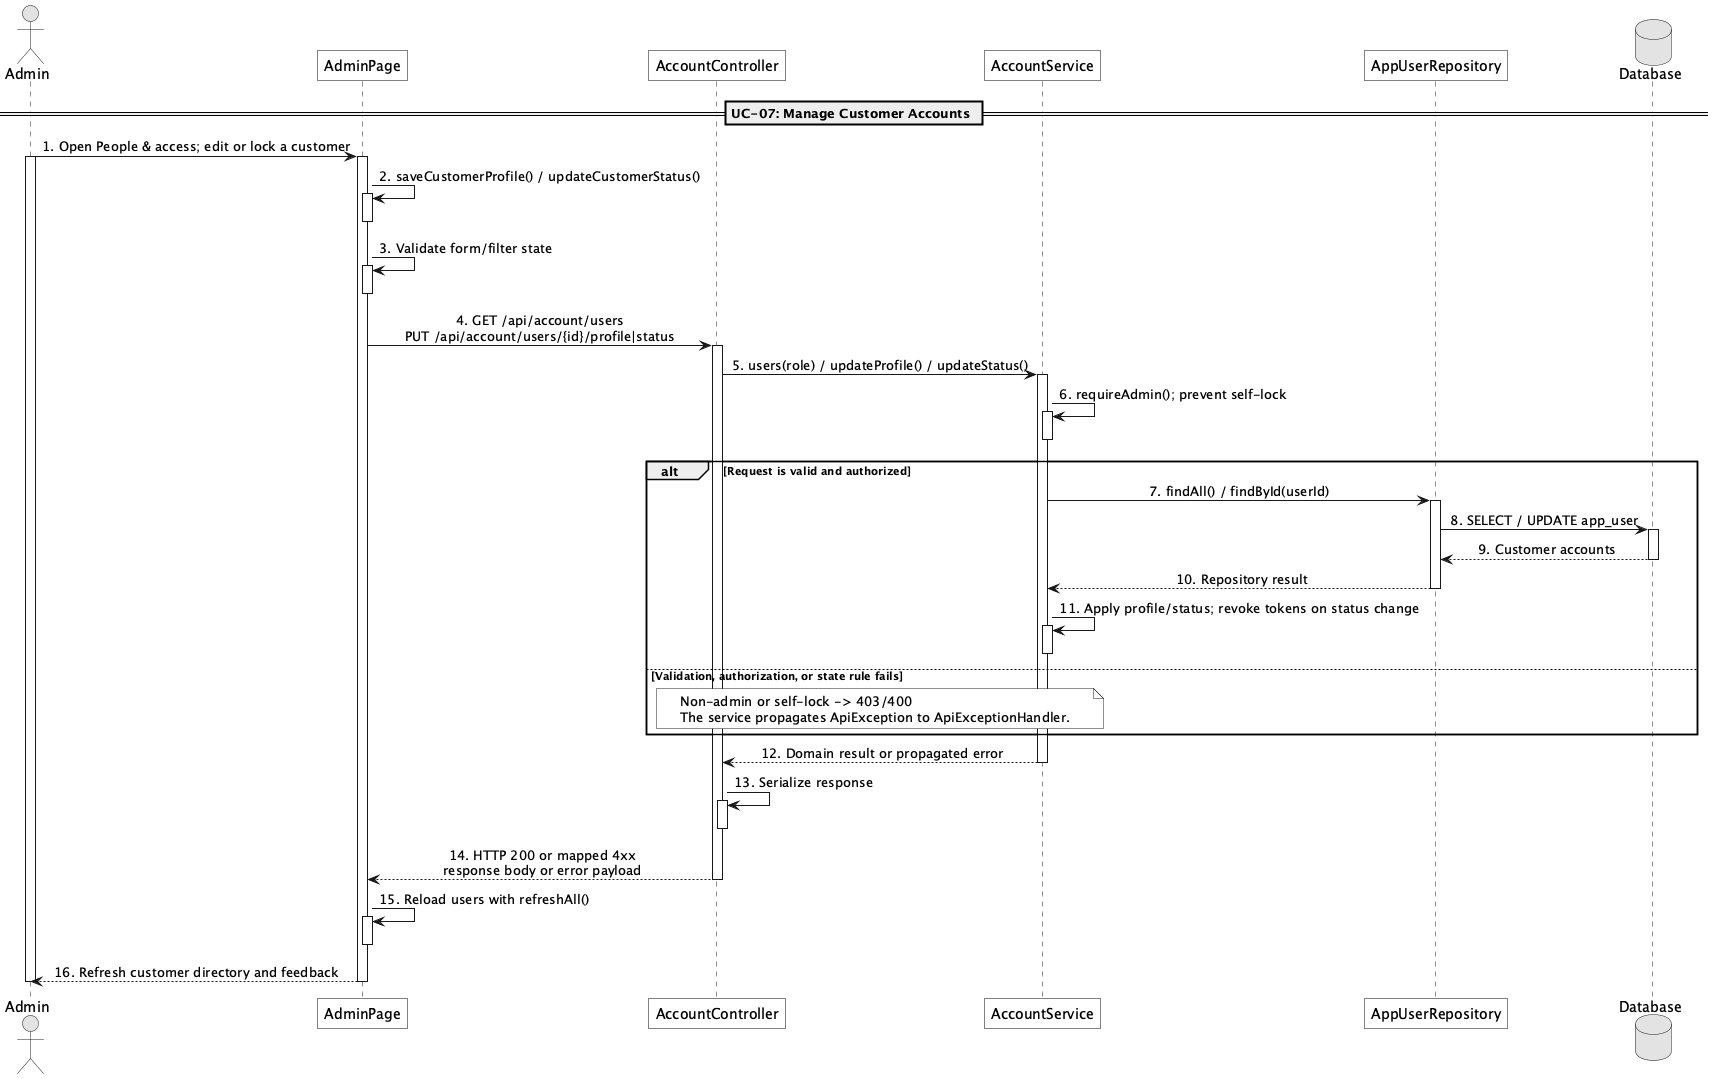 Admin
AdminPage
AccountController
AccountService
AppUserRepository
Database
UC-07: Manage Customer Accounts
1. Open People & access; edit or lock a customer
2. saveCustomerProfile() / updateCustomerStatus()
3. Validate form/filter state
4. GET /api/account/users
PUT /api/account/users/{id}/profile|status
5. users(role) / updateProfile() / updateStatus()
6. requireAdmin(); prevent self-lock
alt
[Request is valid and authorized]
7. findAll() / findById(userId)
8. SELECT / UPDATE app_user
9. Customer accounts
10. Repository result
11. Apply profile/status; revoke tokens on status change
[Validation, authorization, or state rule fails]
Non-admin or self-lock -> 403/400
The service propagates ApiException to ApiExceptionHandler.
12. Domain result or propagated error
13. Serialize response
14. HTTP 200 or mapped 4xx
response body or error payload
15. Reload users with refreshAll()
16. Refresh customer directory and feedback
Admin
AdminPage
AccountController
AccountService
AppUserRepository
Database